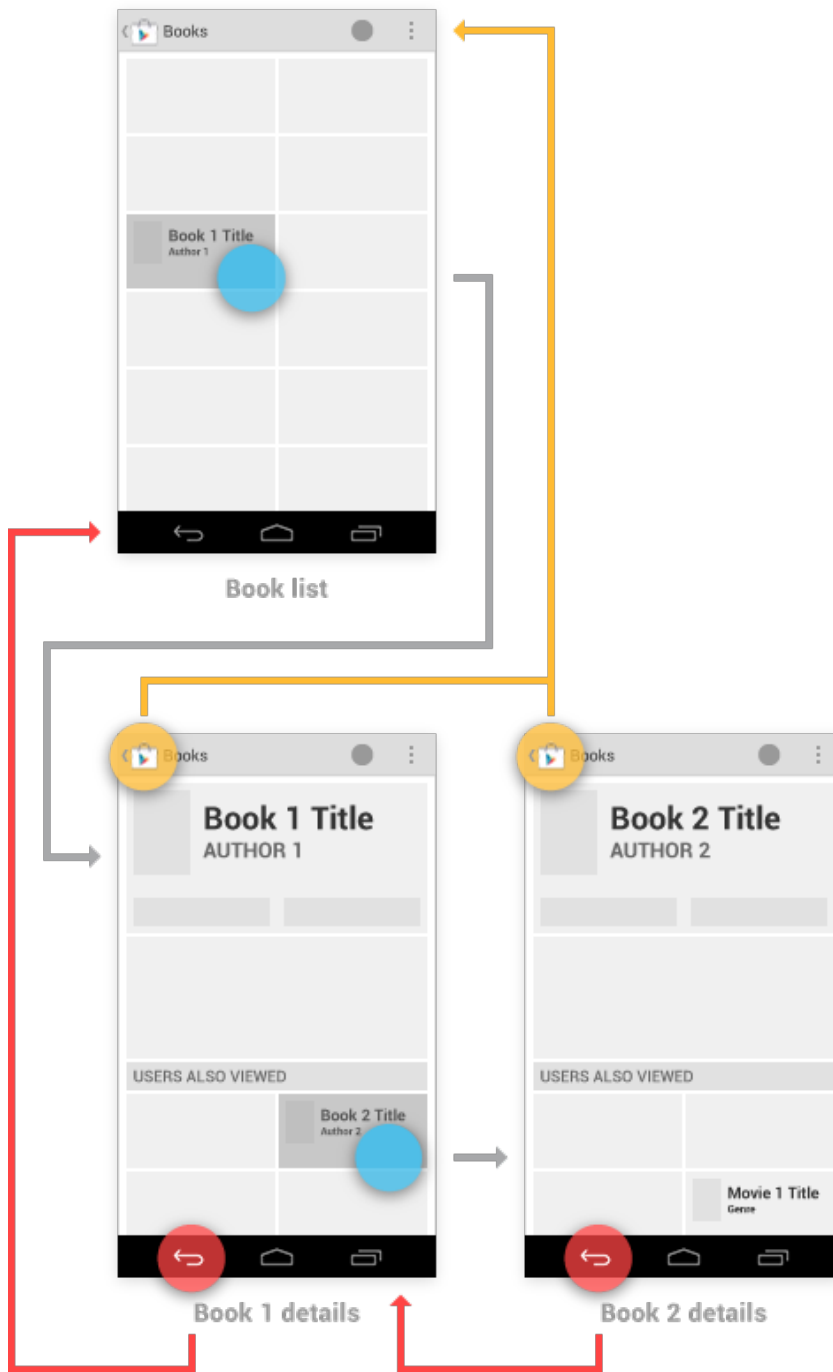 Books
Book 1 Title
Author 1
Book list
Books
Book 1 Title
AUTHOR 1
USERS ALSO VIEWED
Book 2 Title
Author 2
Book 1 details
Books
Book 2 Title
AUTHOR 2
USERS ALSO VIEWED
Movie 1 Title
Genre
Book 2 details